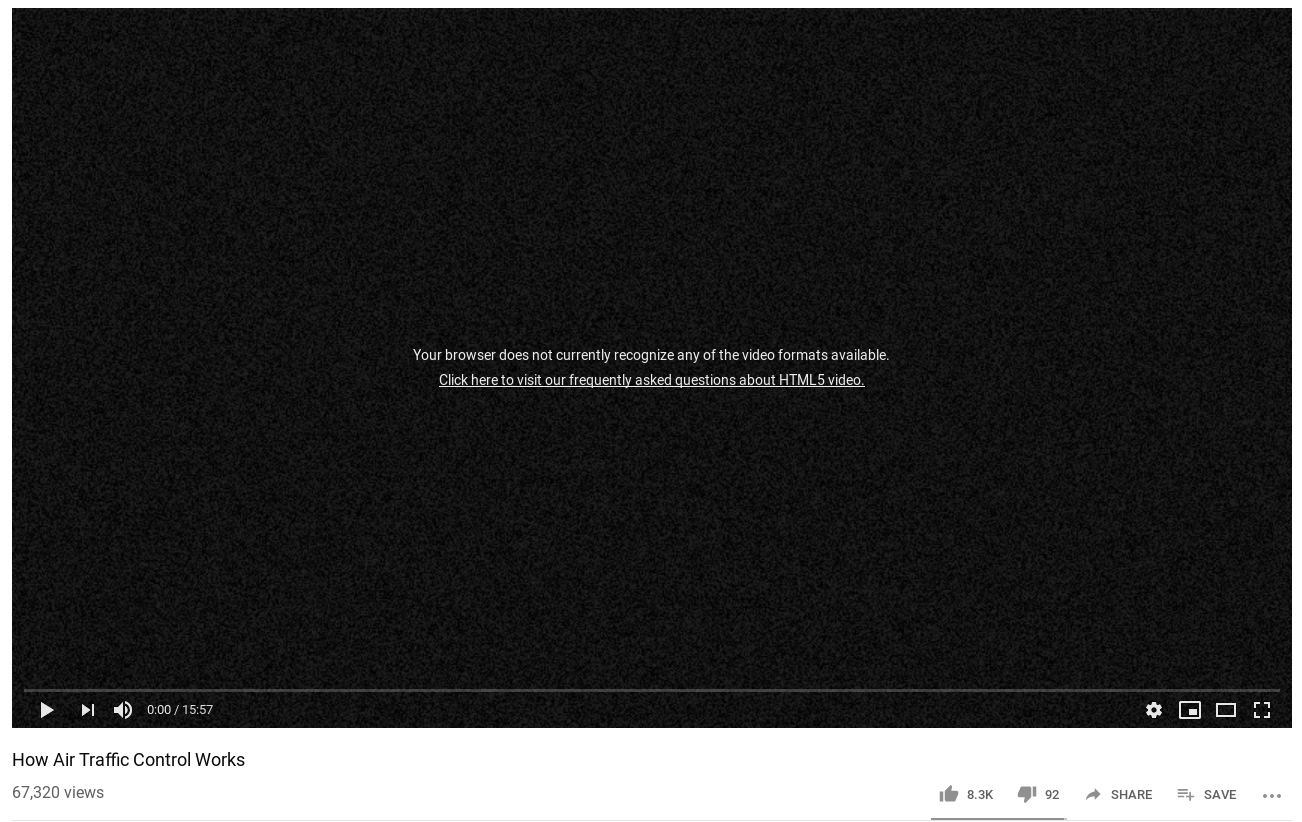 Your browser does not currently recognize any of the video formats available.
Click here to visit our frequently asked questions about HTML5 video.
0:00 / 15:57
How Air Traffic Control Works
67,320 views
8.3K 92 SHARE SAVE